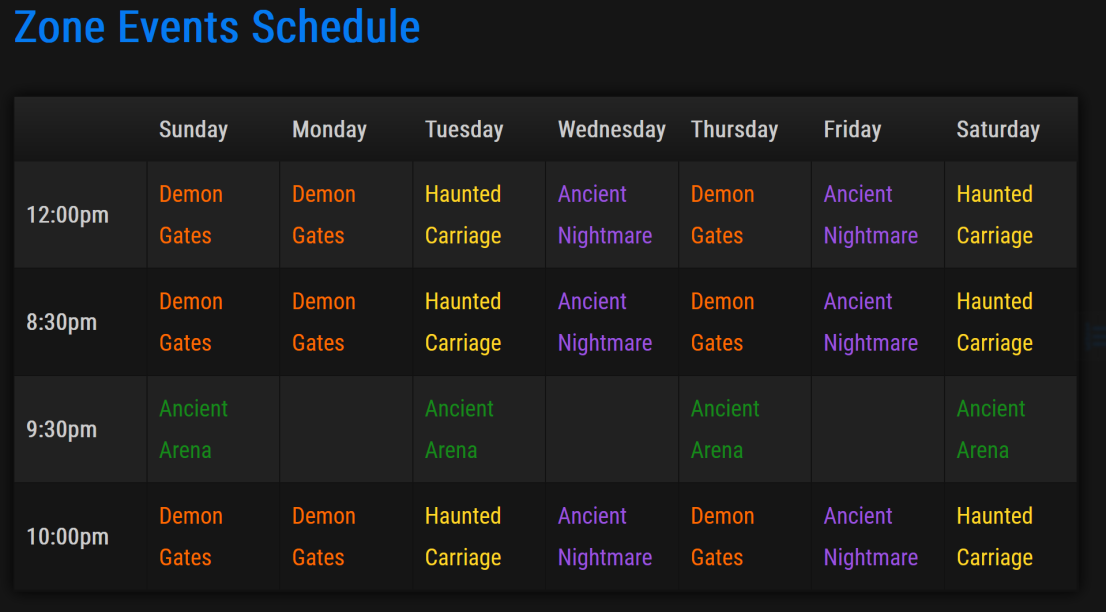 Zone Events Schedule
Sunday Monday Tuesday Wednesday Thursday Friday Saturday
Demon Demon Haunted Ancient Demon Ancient Haunted
12:00pm
Gates Gates Carriage Nightmare Gates Nightmare Carriage
Demon Demon Haunted Ancient Demon Ancient Haunted
8:30pm
Gates Gates Carriage Nightmare Gates Nightmare Carriage
Ancient Ancient Ancient Ancient
9:30pm
Arena Arena Arena Arena
Demon Demon Haunted Ancient Demon Ancient Haunted
10:00pm
Gates Gates Carriage Nightmare Gates Nightmare Carriage